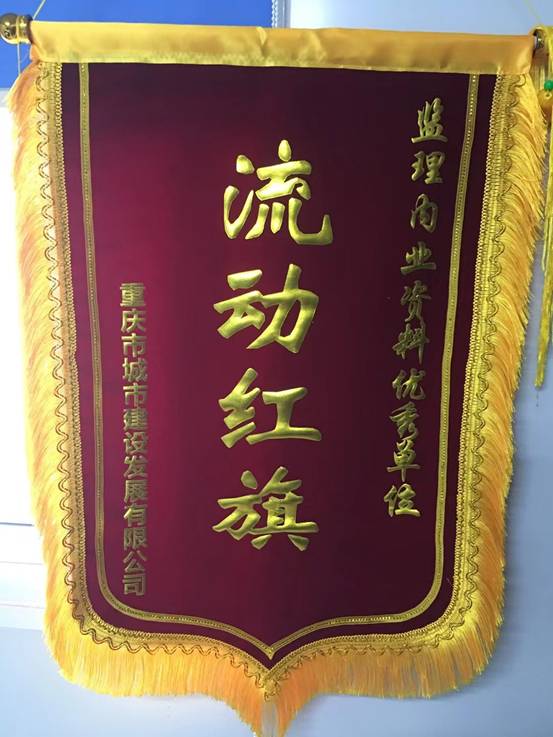 监理内业资料优秀单位
流动红旗
重庆市城市建设发展有限公司